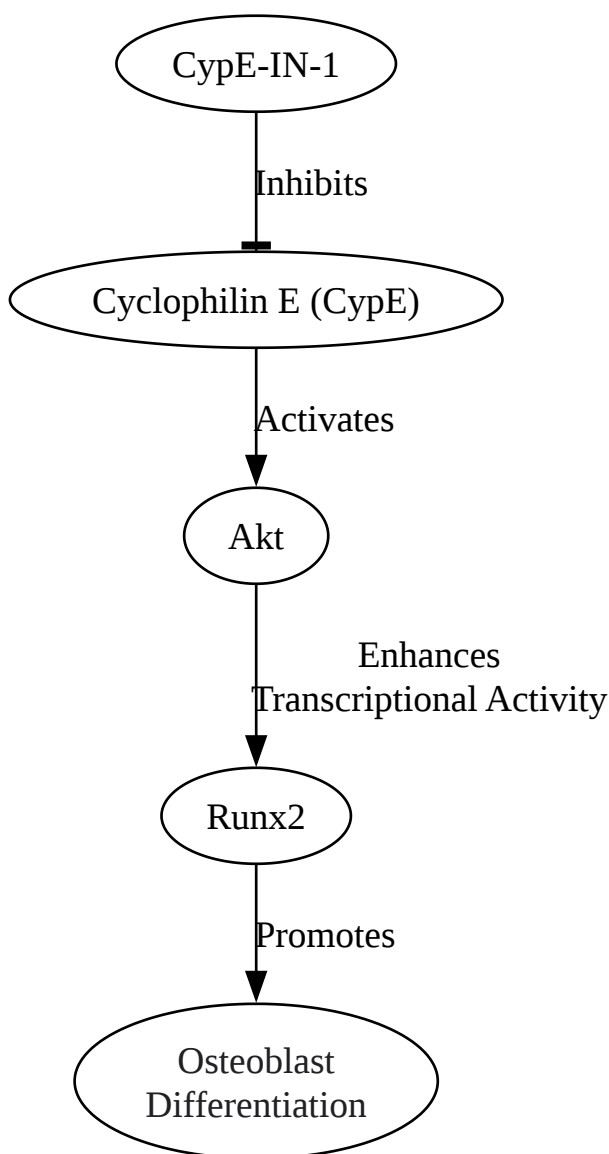 CypE-IN-1
Inhibits
Cyclophilin E (CypE)
Activates
Akt
Enhances
Transcriptional Activity
Runx2
Promotes
Osteoblast
Differentiation